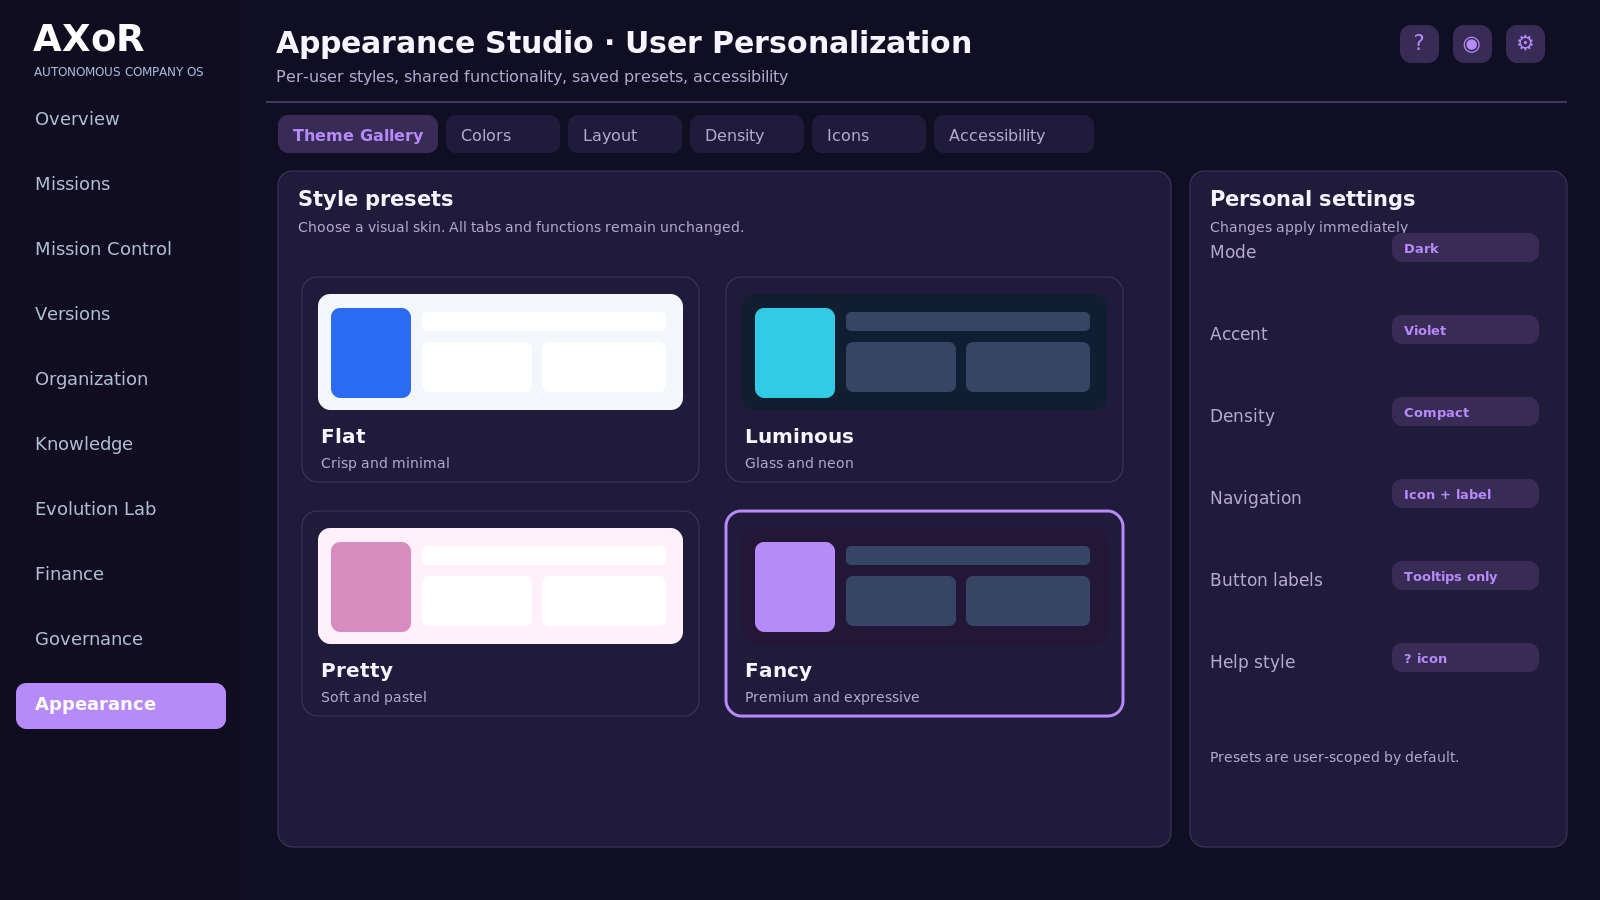 AXoR
AUTONOMOUS COMPANY OS
Overview
Missions
Mission Control
Versions
Organization
Knowledge
Evolution Lab
Finance
Governance
Appearance
Appearance Studio · User Personalization
Per-user styles, shared functionality, saved presets, accessibility
? ◉ ⚙
Theme Gallery
Colors
Layout
Density
Icons
Accessibility
Style presets
Choose a visual skin. All tabs and functions remain unchanged.
Flat
Crisp and minimal
Luminous
Glass and neon
Pretty
Soft and pastel
Fancy
Premium and expressive
Personal settings
Changes apply immediately
Mode
Dark
Accent
Violet
Density
Compact
Navigation
Icon + label
Button labels
Tooltips only
Help style
? icon
Presets are user-scoped by default.